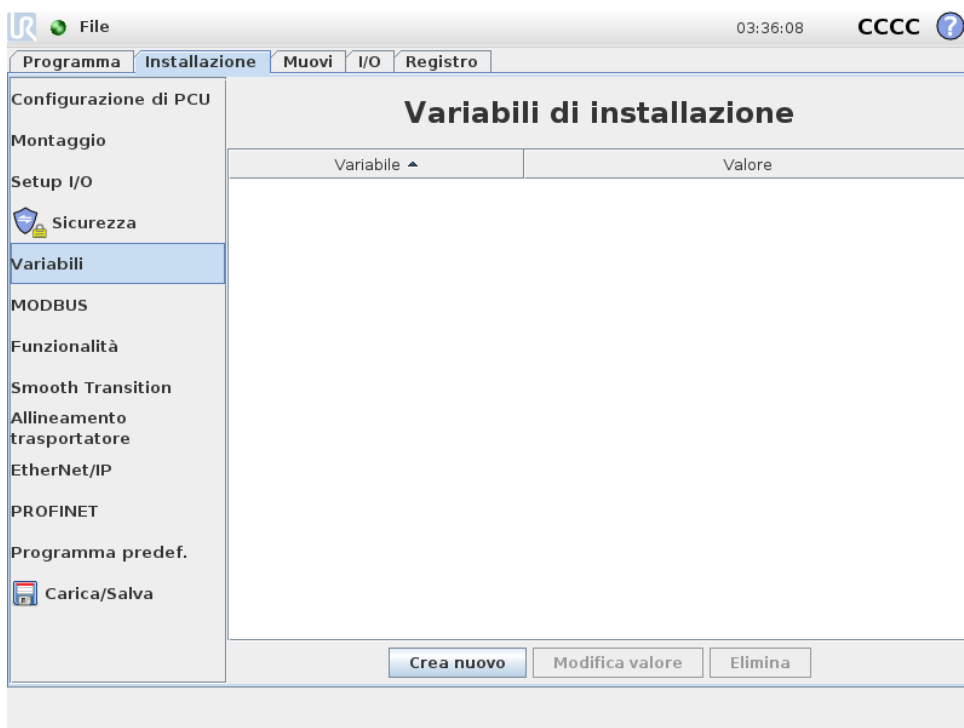 UR File 03:36:08 CCCC ?
Programma Installazione Muovi I/O Registro
Configurazione di PCU
Montaggio
Setup I/O
Sicurezza
Variabili
MODBUS
Funzionalità
Smooth Transition
Allineamento
trasportatore
EtherNet/IP
PROFINET
Programma predef.
Carica/Salva
Variabili di installazione
Variabile Valore
Crea nuovo Modifica valore Elimina